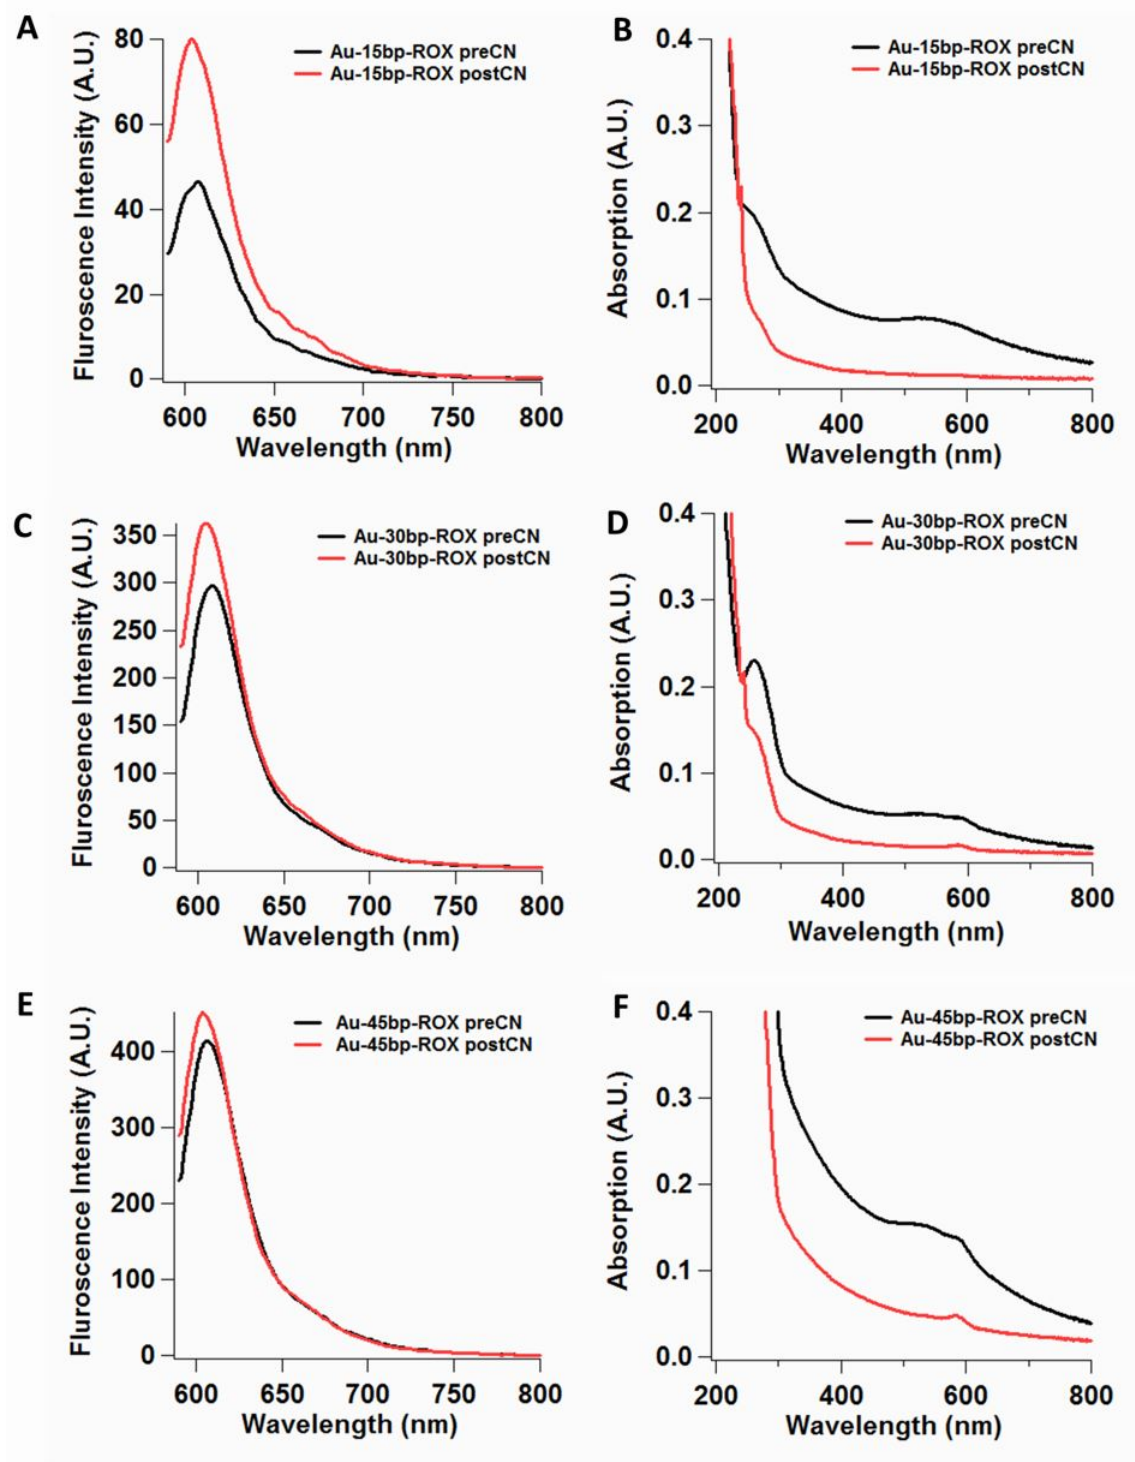 A
Fluroscence Intensity (A.U.)
80
60
40
20
0
Au-15bp-ROX preCN
Au-15bp-ROX postCN
600 650 700 750 800
Wavelength (nm)
B
Absorption (A.U.)
0.4
0.3
0.2
0.1
0.0
Au-15bp-ROX preCN
Au-15bp-ROX postCN
200 400 600 800
Wavelength (nm)
C
Fluroscence Intensity (A.U.)
350
300
250
200
150
100
50
0
Au-30bp-ROX preCN
Au-30bp-ROX postCN
600 650 700 750 800
Wavelength (nm)
D
Absorption (A.U.)
0.4
0.3
0.2
0.1
0.0
Au-30bp-ROX preCN
Au-30bp-ROX postCN
200 400 600 800
Wavelength (nm)
E
Fluroscence Intensity (A.U.)
400
300
200
100
0
Au-45bp-ROX preCN
Au-45bp-ROX postCN
600 650 700 750 800
Wavelength (nm)
F
Absorption (A.U.)
0.4
0.3
0.2
0.1
0.0
Au-45bp-ROX preCN
Au-45bp-ROX postCN
200 400 600 800
Wavelength (nm)